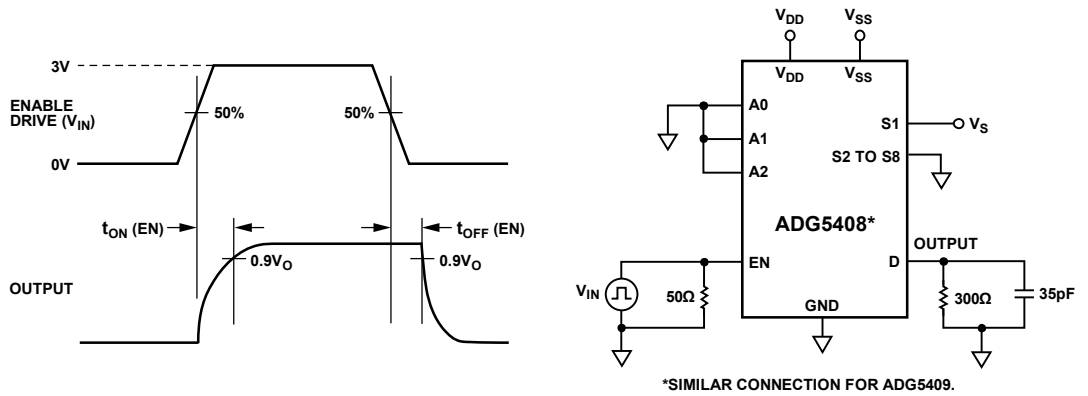 3V
ENABLE
DRIVE (VIN)
50%
50%
0V
tON (EN)
tOFF (EN)
0.9VO
0.9VO
OUTPUT
VDD
VSS
VDD
VSS
A0
A1
A2
S1
VS
S2 TO S8
ADG5408*
OUTPUT
EN
D
VIN
50Ω
GND
300Ω
35pF
*SIMILAR CONNECTION FOR ADG5409.